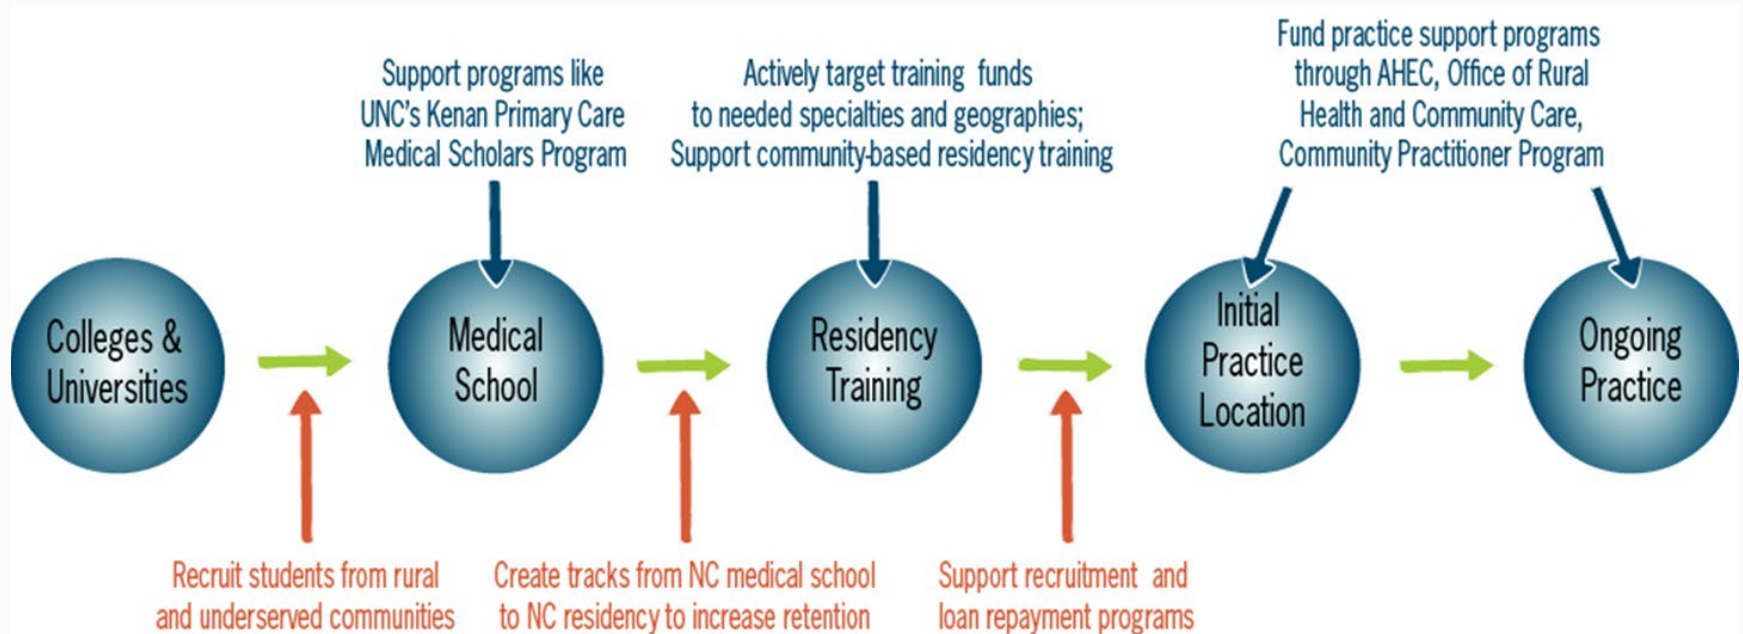 Support programs like
UNC's Kenan Primary Care
Medical Scholars Program
Actively target training funds
to needed specialties and geographies;
Support community-based residency training
Fund practice support programs
through AHEC, Office of Rural
Health and Community Care,
Community Practitioner Program
Colleges &
Universities
Medical
School
Residency
Training
Initial
Practice
Location
Ongoing
Practice
Recruit students from rural
and underserved communities
Create tracks from NC medical school
to NC residency to increase retention
Support recruitment and
loan repayment programs